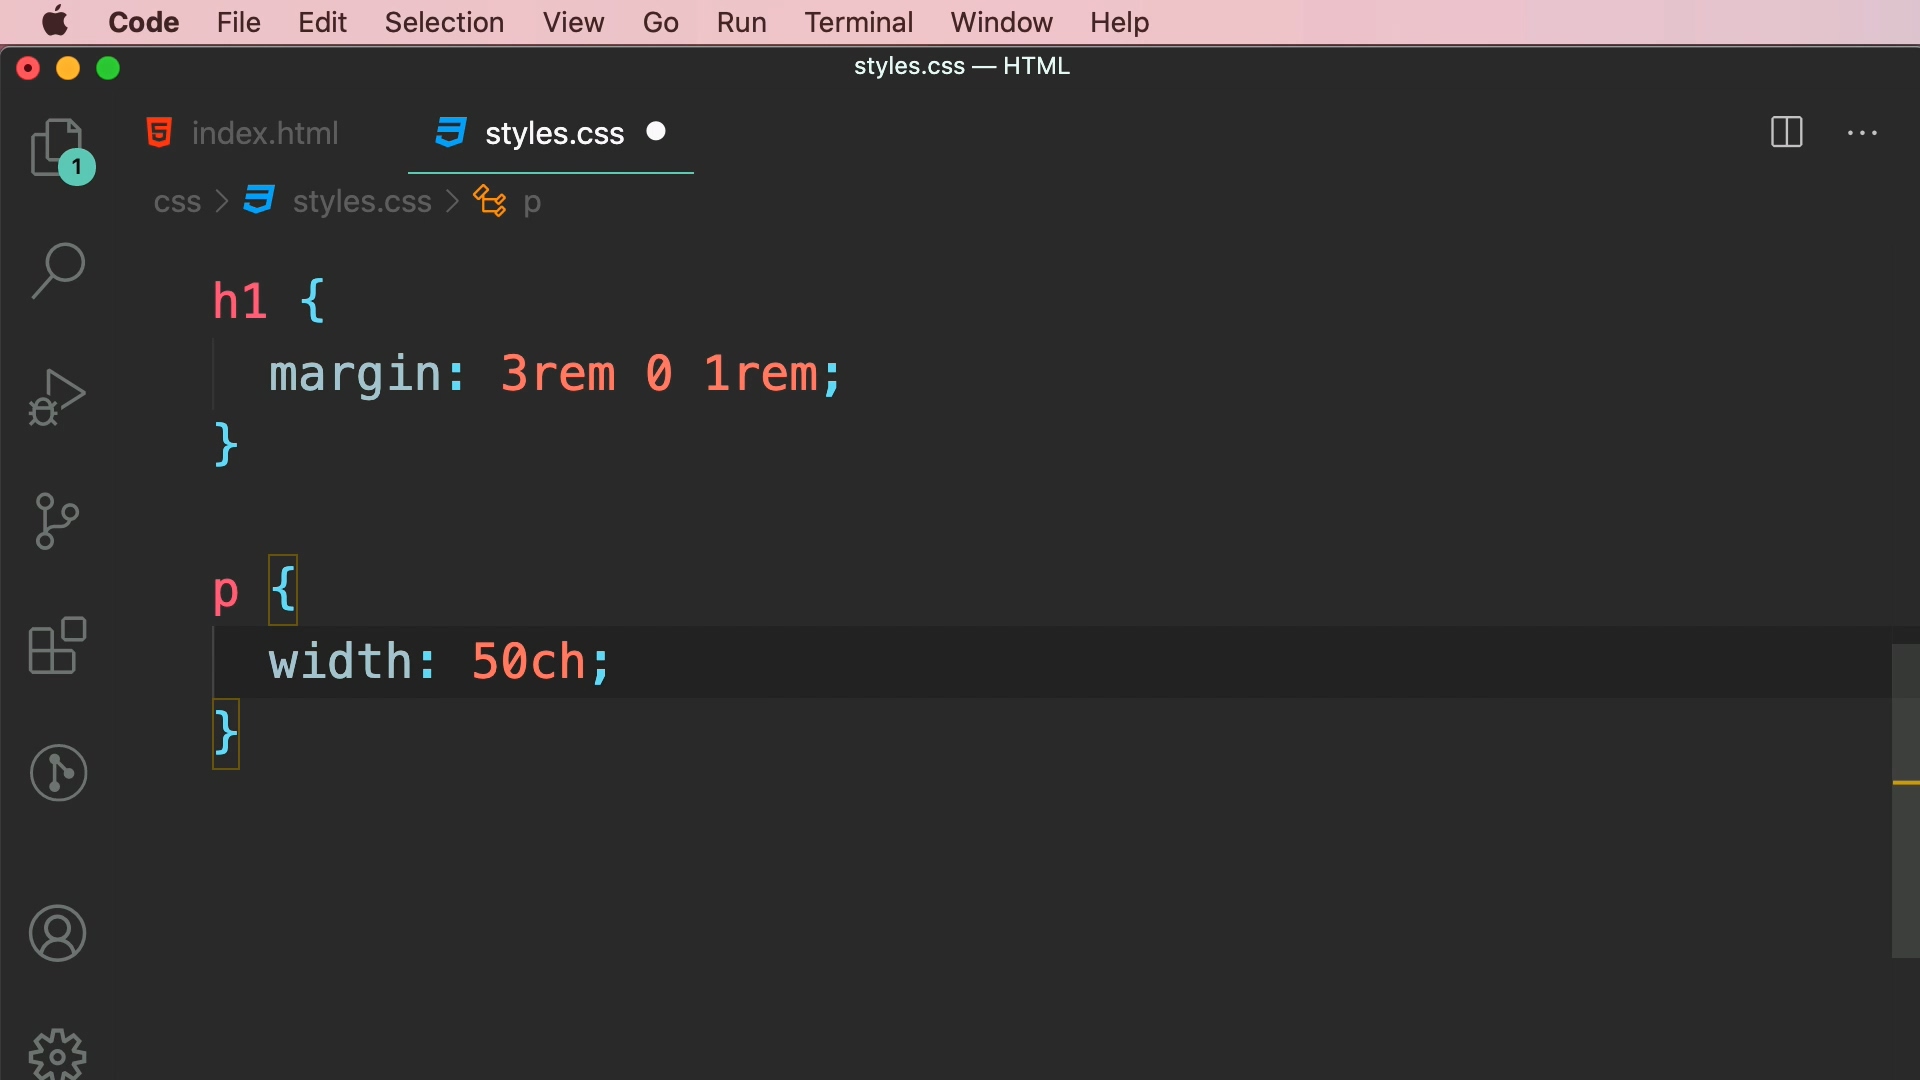 Code File Edit Selection View Go Run Terminal Window Help
styles.css — HTML
index.html styles.css
1
css > styles.css > p
h1 {
margin: 3rem 0 1rem;
}
p {
width: 50ch;
}